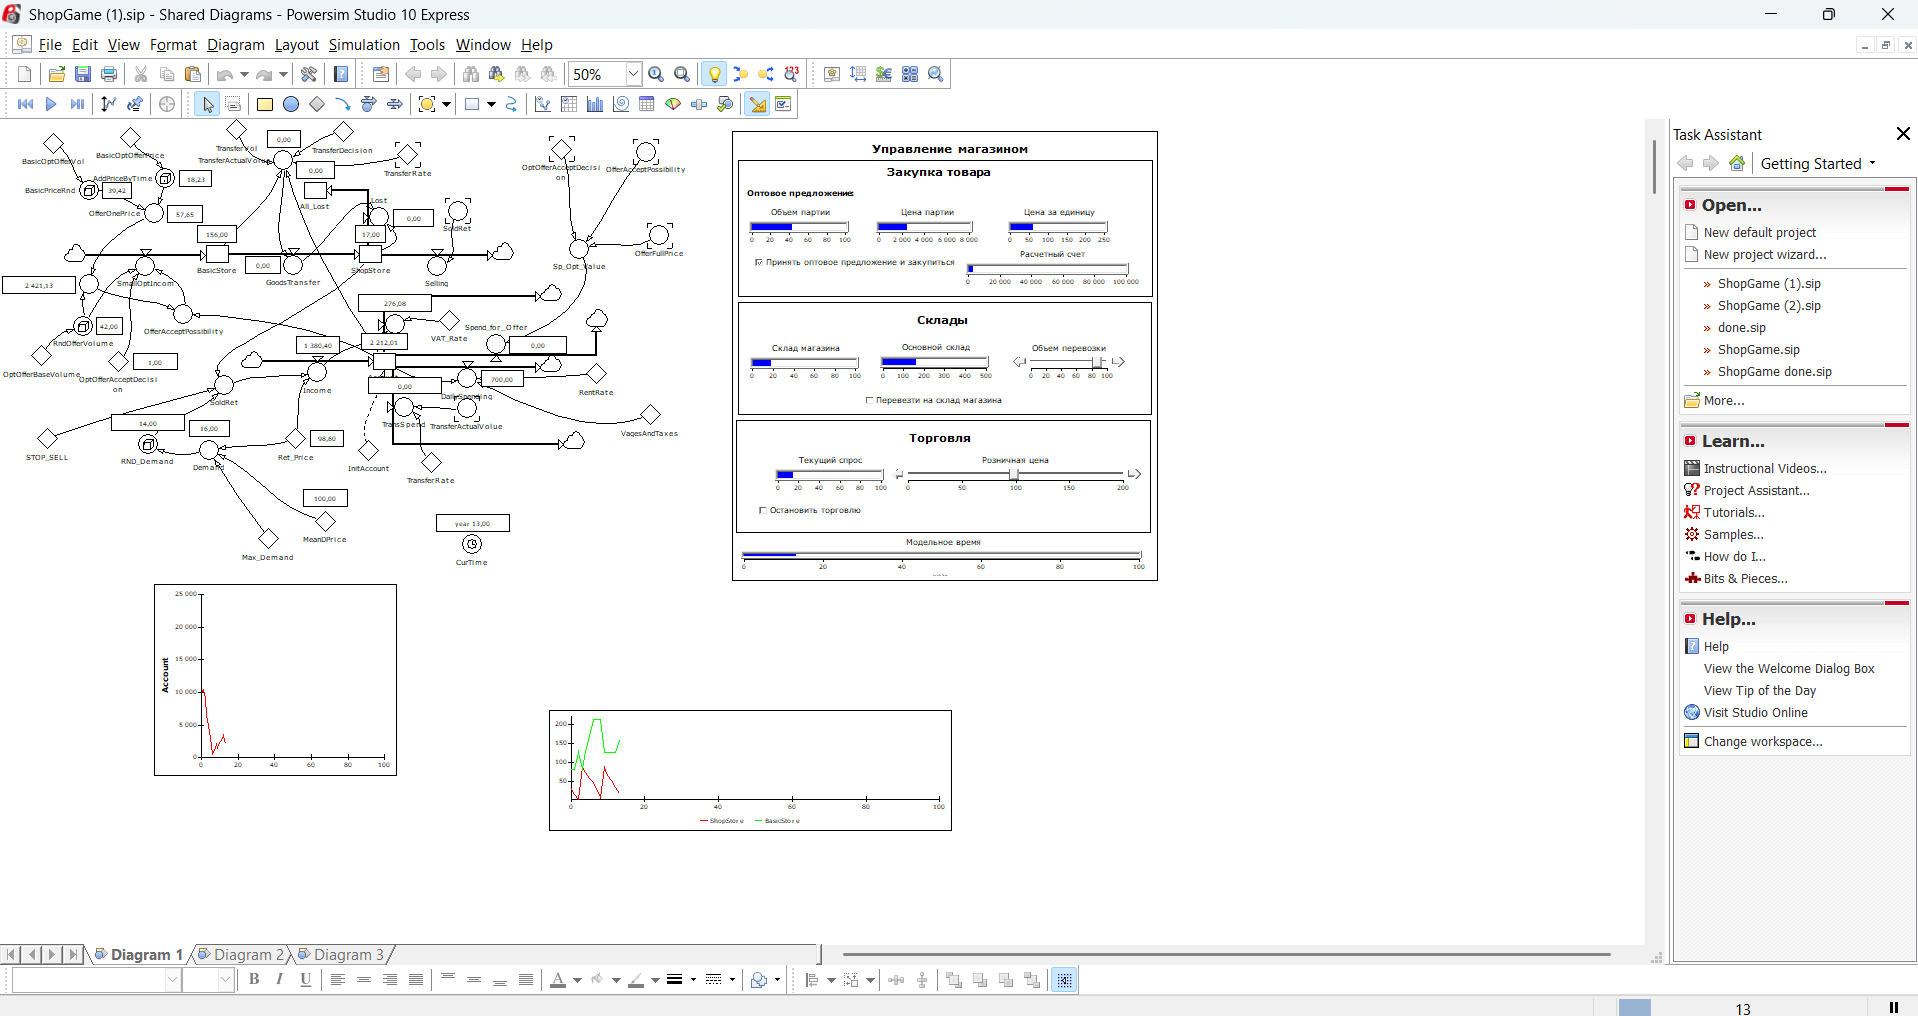 ShopGame (1).sip - Shared Diagrams - Powersim Studio 10 Express
File Edit View Format Diagram Layout Simulation Tools Window Help
50%
BasicOptOfferVol
BasicOptOfferPrice
TransferVol
TransferActualVolume
0,00
TransferDecision
TransferRate
0,00
AddPriceByTime
18,23
BasicPriceRnd
39,42
OfferOnePrice
57,65
All_Lost
Lost
0,00
SoldRet
OptOfferAcceptDecisi
on
OfferAcceptPossibility
OfferFullPrice
Sp_Opt_Value
156,00
BasicStore
0,00
GoodsTransfer
17,00
ShopStore
Selling
2 421,13
SmallOptIncom
42,00
RndOfferVolume
OfferAcceptPossibility
276,08
VAT_Rate
Spend_for_Offer
0,00
1 380,40
2 212,01
OptOfferBaseVolume
OptOfferAcceptDecisi
on
1,00
SoldRet
Income
0,00
DailySpending
700,00
RentRate
TransSpend
TransferActualValue
VagesAndTaxes
14,00
16,00
STOP_SELL
RND_Demand
Demand
Ret_Price
98,60
InitAccount
TransferRate
100,00
MeanDPrice
Max_Demand
year 13,00
CurTime
Управление магазином
Закупка товара
Оптовое предложение:
Объем партии
Цена партии
Цена за единицу
0 20 40 60 80 100
0 2 000 4 000 6 000 8 000
0 50 100 150 200 250
Принять оптовое предложение и закупиться
Расчетный счет
0 20 000 40 000 60 000 80 000 100 000
Склады
Склад магазина
Основной склад
Объем перевозки
0 20 40 60 80 100
0 100 200 300 400 500
0 20 40 60 80 100
Перевезти на склад магазина
Торговля
Текущий спрос
Розничная цена
0 20 40 60 80 100
0 50 100 150 200
Остановить торговлю
Модельное время
0 20 40 60 80 100
Account
25 000
20 000
15 000
10 000
5 000
0
0 20 40 60 80 100
200
150
100
50
0 20 40 60 80 100
ShopStore BasicStore
Task Assistant
Getting Started
Open...
New default project
New project wizard...
» ShopGame (1).sip
» ShopGame (2).sip
» done.sip
» ShopGame.sip
» ShopGame done.sip
More...
Learn...
Instructional Videos...
Project Assistant...
Tutorials...
Samples...
How do I...
Bits & Pieces...
Help...
Help
View the Welcome Dialog Box
View Tip of the Day
Visit Studio Online
Change workspace...
Diagram 1 Diagram 2 Diagram 3
B I U
13